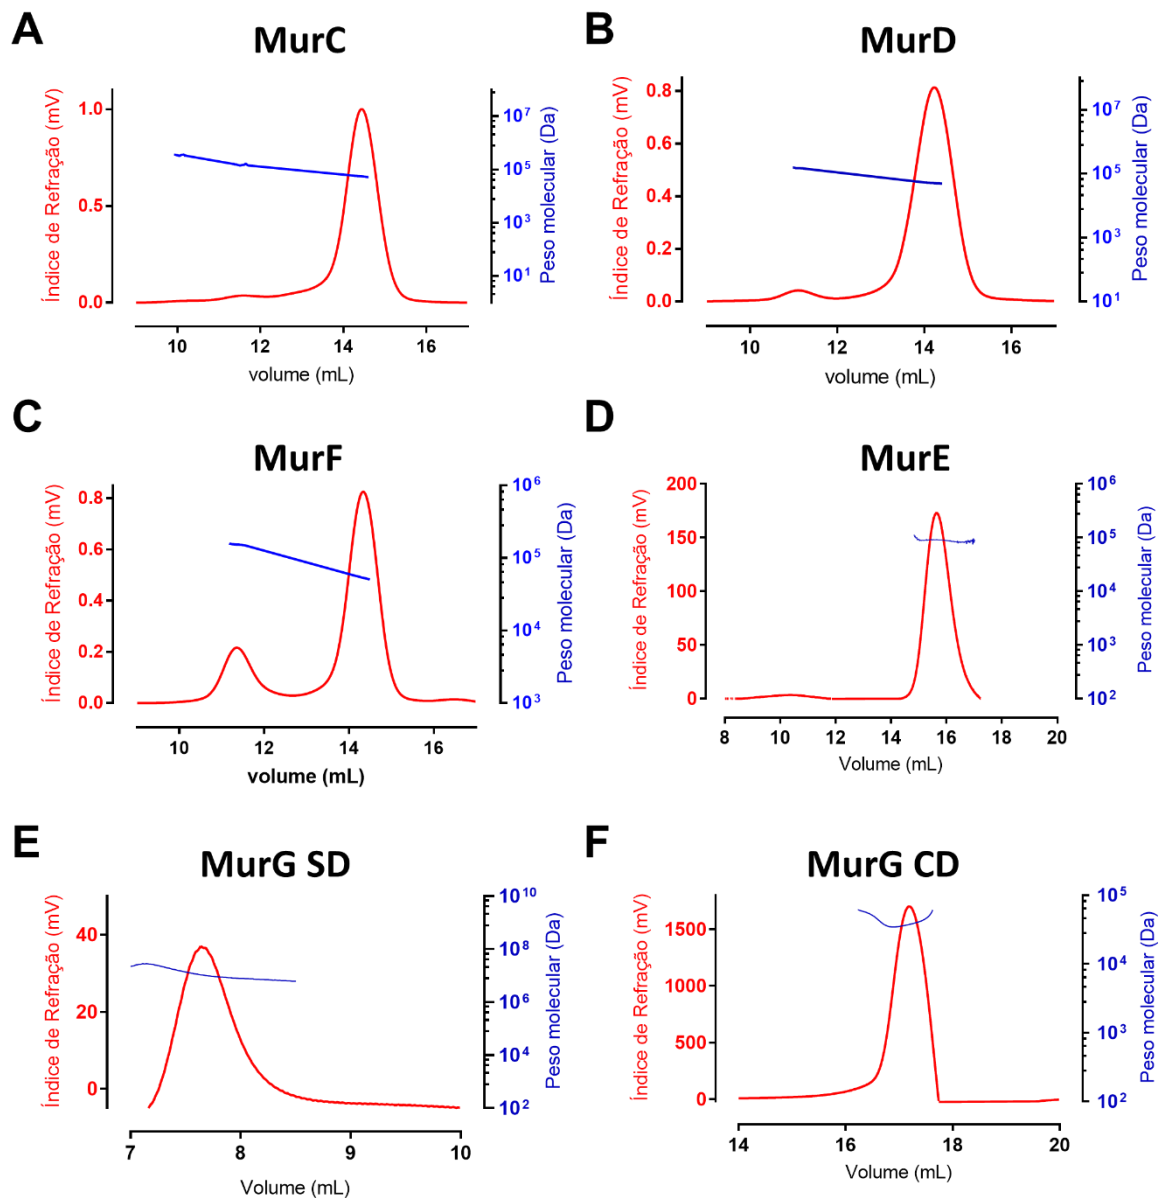 A
MurC
Índice de Refração (mV)
1.0
0.5
0.0
10
12
14
16
volume (mL)
10^7
10^5
10^3
10^1
Peso molecular (Da)
B
MurD
Índice de Refração (mV)
0.8
0.6
0.4
0.2
0.0
10
12
14
16
volume (mL)
10^7
10^5
10^3
10^1
Peso molecular (Da)
C
MurF
Índice de Refração (mV)
0.8
0.6
0.4
0.2
0.0
10
12
14
16
volume (mL)
10^6
10^5
10^4
10^3
Peso molecular (Da)
D
MurE
Índice de Refração (mV)
200
150
100
50
0
8
10
12
14
16
18
20
Volume (mL)
10^6
10^5
10^4
10^3
10^2
Peso molecular (Da)
E
MurG SD
Índice de Refração (mV)
40
20
0
7
8
9
10
Volume (mL)
10^10
10^8
10^6
10^4
10^2
Peso molecular (Da)
F
MurG CD
Índice de Refração (mV)
1500
1000
500
0
14
16
18
20
Volume (mL)
10^5
10^4
10^3
10^2
Peso molecular (Da)